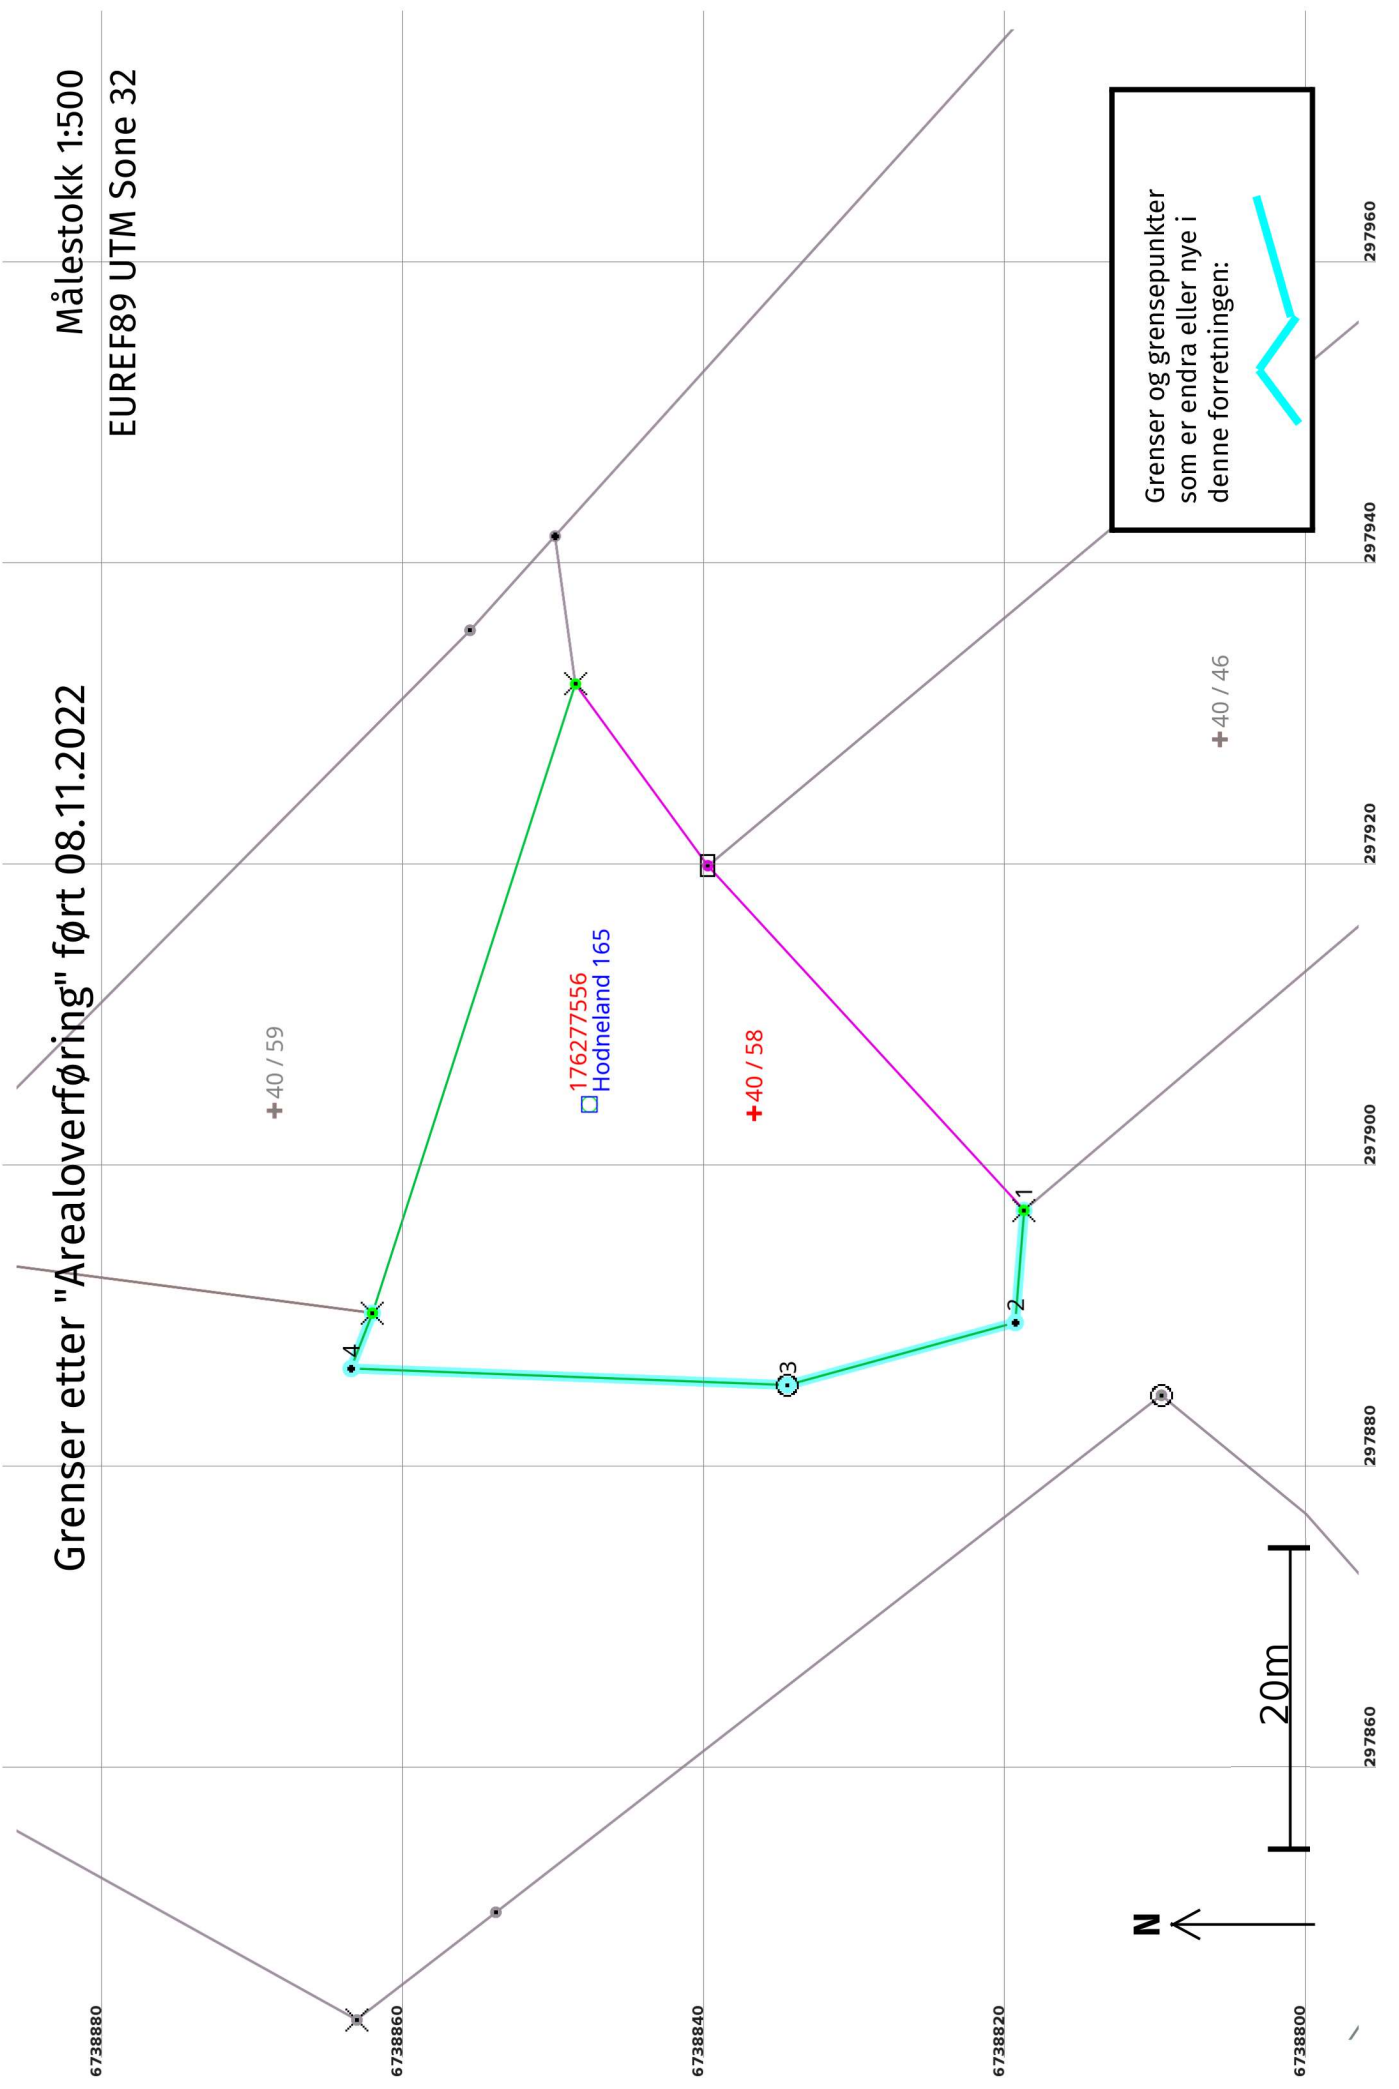 Målestokk 1:500
EUREF89 UTM Sone 32
Grenser etter "Arealoverføring" ført 08.11.2022
6738880
6738860
6738840
6738820
6738800
40 / 59
176277556
Hodneland 165
40 / 58
40 / 46
4
3
2
1
Grenser og grensepunkter
som er endra eller nye i
denne forretningen:
N
20m
297860
297880
297900
297920
297940
297960